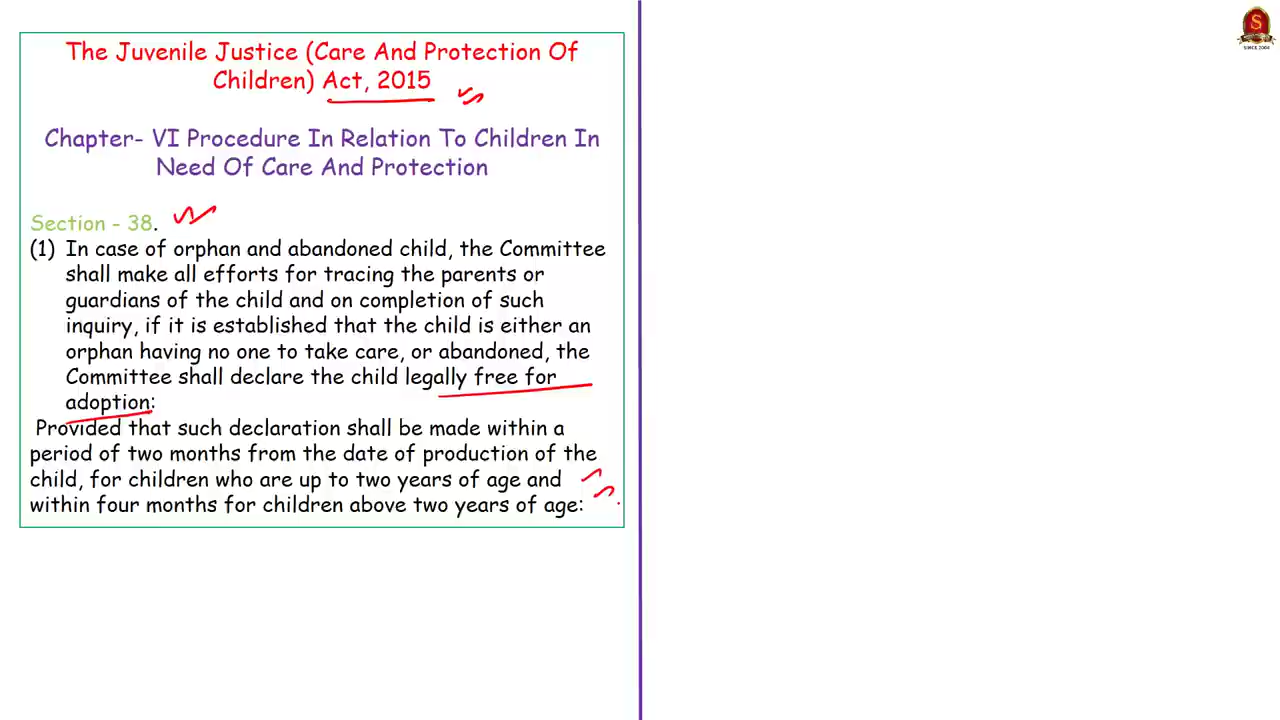 The Juvenile Justice (Care And Protection Of
Children) Act, 2015
Chapter- VI Procedure In Relation To Children In
Need Of Care And Protection
Section - 38.
(1) In case of orphan and abandoned child, the Committee
shall make all efforts for tracing the parents or
guardians of the child and on completion of such
inquiry, if it is established that the child is either an
orphan having no one to take care, or abandoned, the
Committee shall declare the child legally free for
adoption:
Provided that such declaration shall be made within a
period of two months from the date of production of the
child, for children who are up to two years of age and
within four months for children above two years of age:
S
SINCE 2004